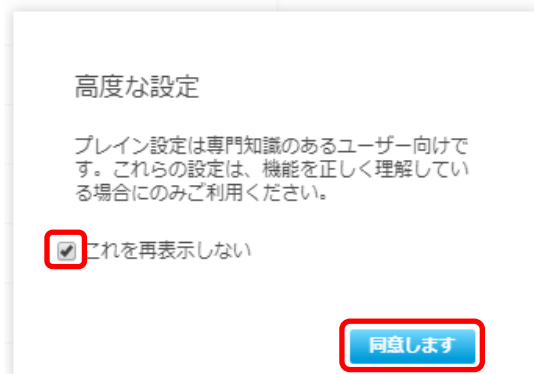 高度な設定
プレイン設定は専門知識のあるユーザー向けで
す。これらの設定は、機能を正しく理解してい
る場合にのみご利用ください。
これを再表示しない
同意します